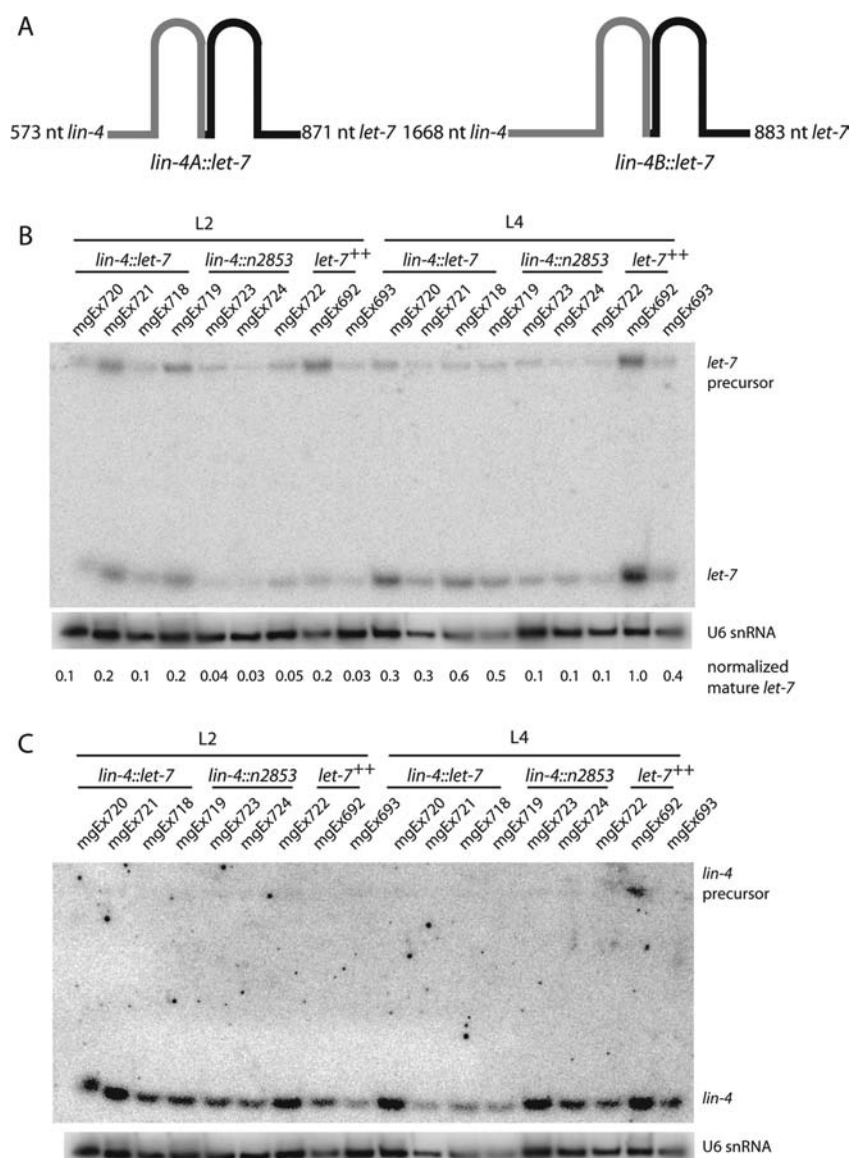 A
573 nt lin-4
871 nt let-7
lin-4A::let-7
1668 nt lin-4
883 nt let-7
lin-4B::let-7
B
L2 L4
lin-4::let-7 lin-4::n2853 let-7++ lin-4::let-7 lin-4::n2853 let-7++
mgEx720 mgEx721 mgEx718 mgEx719 mgEx723 mgEx724 mgEx722 mgEx692 mgEx693 mgEx720 mgEx721 mgEx718 mgEx719 mgEx723 mgEx724 mgEx722 mgEx692 mgEx693
let-7
precursor
let-7
U6 snRNA
0.1 0.2 0.1 0.2 0.04 0.03 0.05 0.2 0.03 0.3 0.3 0.6 0.5 0.1 0.1 0.1 1.0 0.4
normalized
mature let-7
C
L2 L4
lin-4::let-7 lin-4::n2853 let-7++ lin-4::let-7 lin-4::n2853 let-7++
mgEx720 mgEx721 mgEx718 mgEx719 mgEx723 mgEx724 mgEx722 mgEx692 mgEx693 mgEx720 mgEx721 mgEx718 mgEx719 mgEx723 mgEx724 mgEx722 mgEx692 mgEx693
lin-4
precursor
lin-4
U6 snRNA